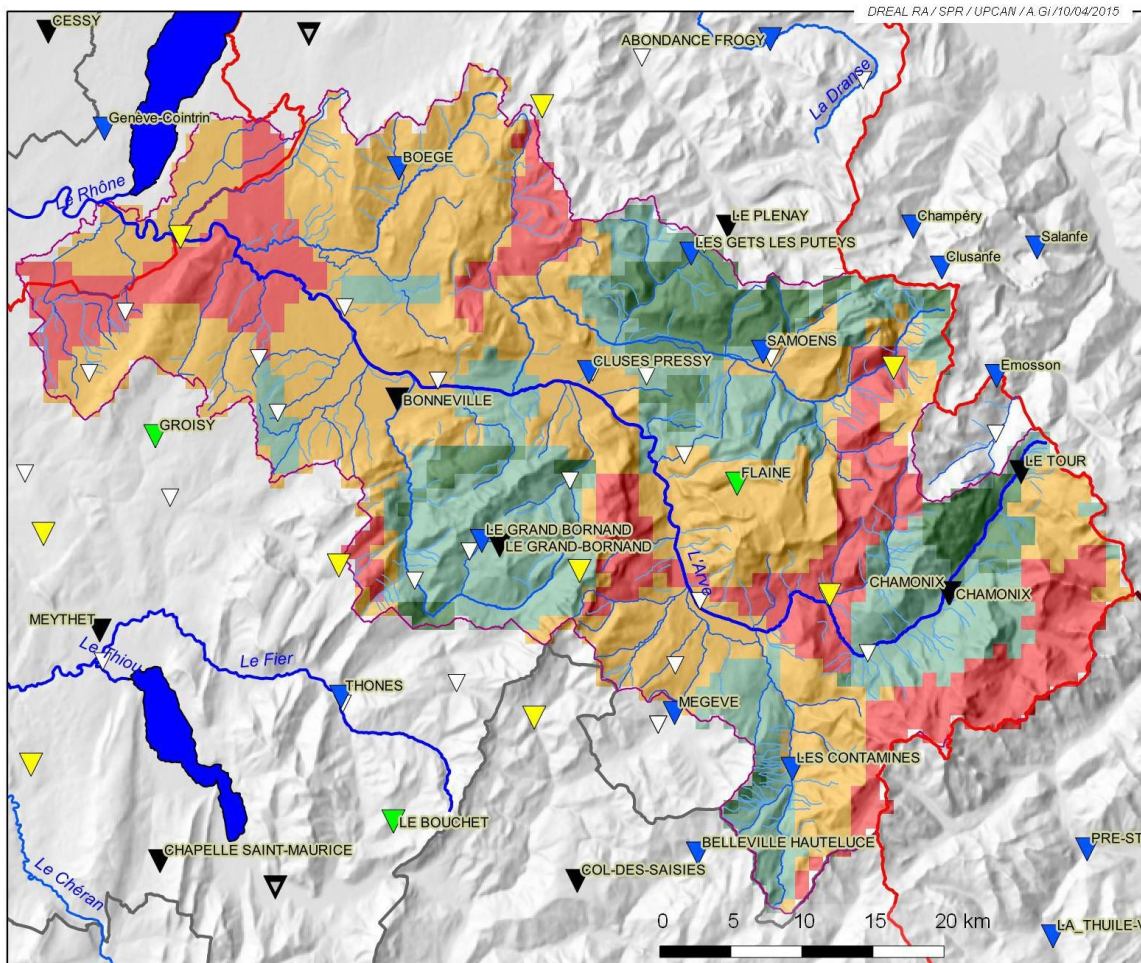 DREAL RA / SPR / UPCAN / A.Gi /10/04/2015
CESSY
ABONDANCE FROGY
La Dranse
Genève-Cointrin
BOEGE
Le Rhône
LE PLENAY
Champéry
Salanfe
LES GETS LES PUTEYS
Clusanfe
SAMOENS
CLUSES PRESSY
Emosson
BONNEVILLE
GROISY
LE TOUR
FLAINE
LE GRAND BORNAND
LE GRAND-BORNAND
L'Arve
CHAMONIX
CHAMONIX
MEYTHET
Le Thiou
Le Fier
THONES
MEGEVE
LES CONTAMINES
LE BOUCHET
BELLEVILLE HAUTELUCE
PRE-ST
CHAPELLE SAINT-MAURICE
COL-DES-SAISIES
Le Chéran
0 5 10 15 20 km
LA_THUILE-V